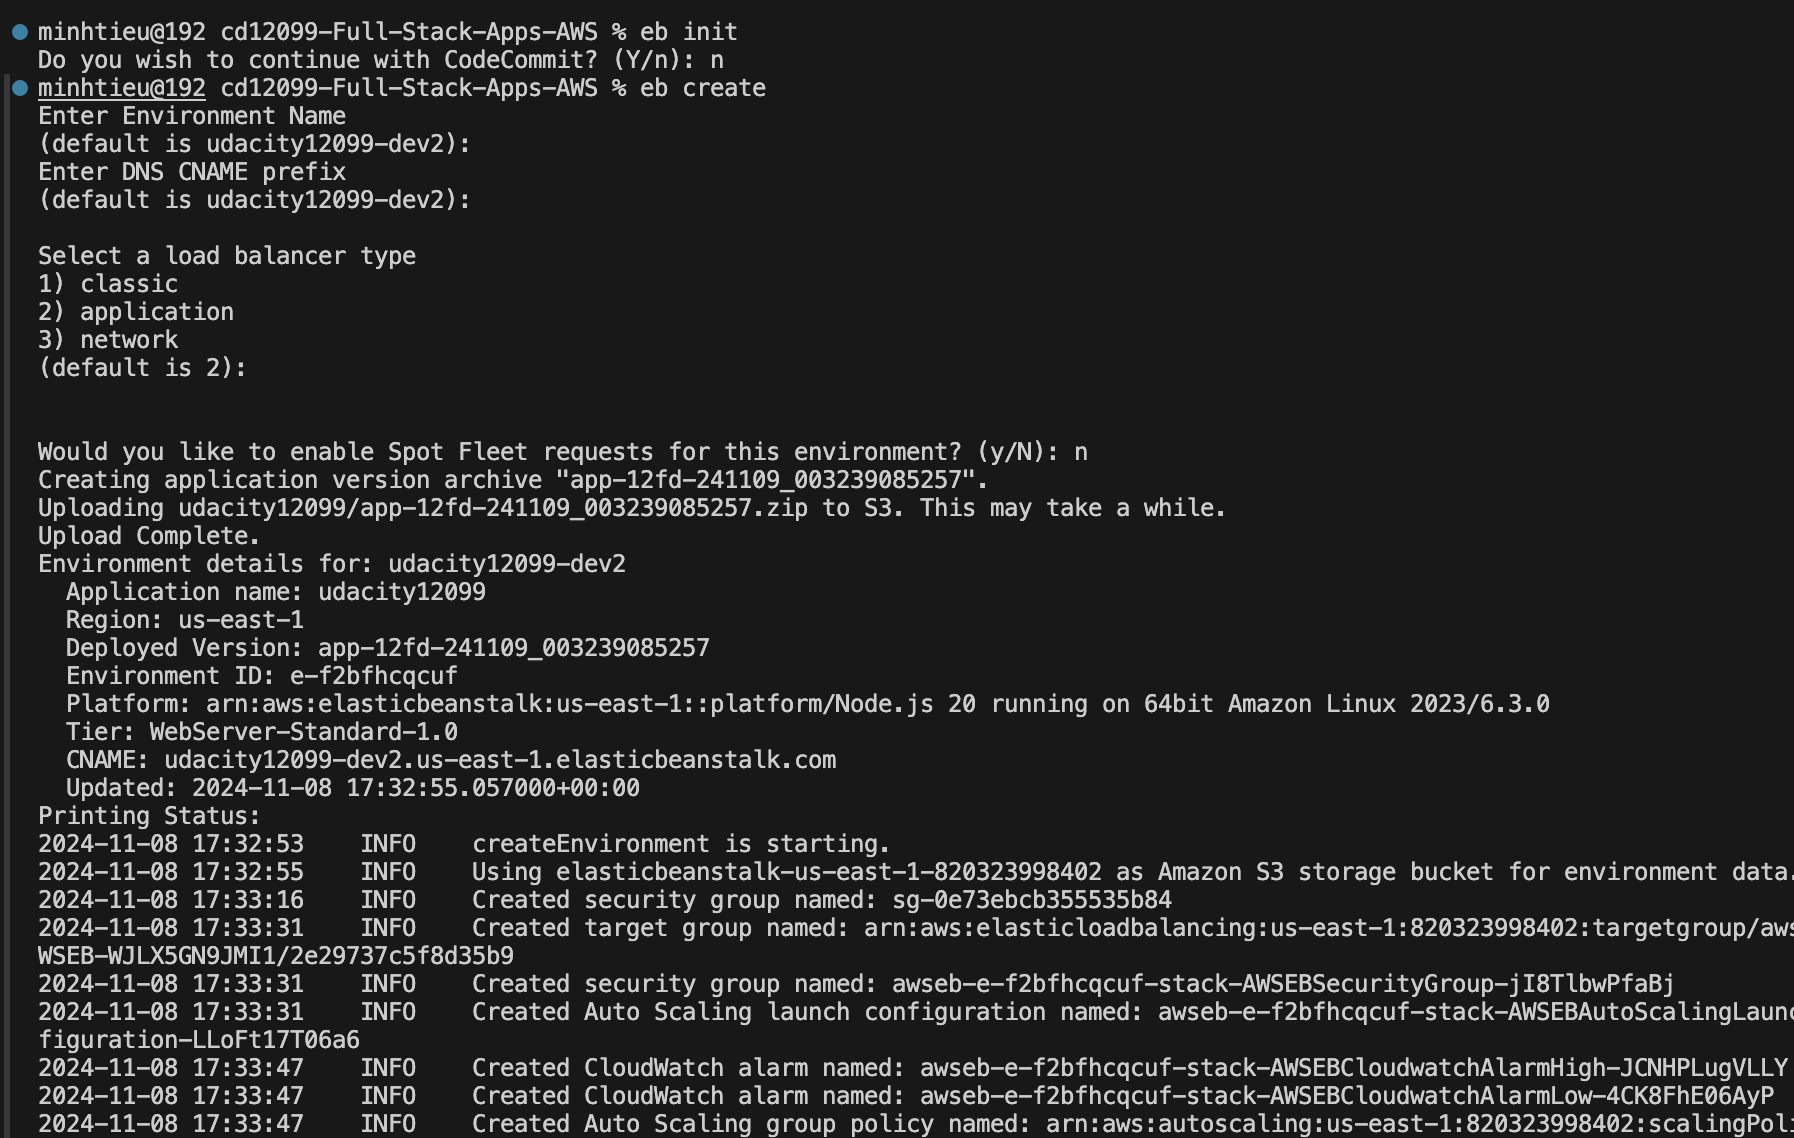 minhtieu@192 cd12099-Full-Stack-Apps-AWS % eb init
Do you wish to continue with CodeCommit? (Y/n): n
minhtieu@192 cd12099-Full-Stack-Apps-AWS % eb create
Enter Environment Name
(default is udacity12099-dev2):
Enter DNS CNAME prefix
(default is udacity12099-dev2):
Select a load balancer type
1) classic
2) application
3) network
(default is 2):
Would you like to enable Spot Fleet requests for this environment? (y/N): n
Creating application version archive "app-12fd-241109_003239085257".
Uploading udacity12099/app-12fd-241109_003239085257.zip to S3. This may take a while.
Upload Complete.
Environment details for: udacity12099-dev2
  Application name: udacity12099
  Region: us-east-1
  Deployed Version: app-12fd-241109_003239085257
  Environment ID: e-f2bfhcqcuf
  Platform: arn:aws:elasticbeanstalk:us-east-1::platform/Node.js 20 running on 64bit Amazon Linux 2023/6.3.0
  Tier: WebServer-Standard-1.0
  CNAME: udacity12099-dev2.us-east-1.elasticbeanstalk.com
  Updated: 2024-11-08 17:32:55.057000+00:00
Printing Status:
2024-11-08 17:32:53    INFO    createEnvironment is starting.
2024-11-08 17:32:55    INFO    Using elasticbeanstalk-us-east-1-820323998402 as Amazon S3 storage bucket for environment data.
2024-11-08 17:33:16    INFO    Created security group named: sg-0e73ebcb355535b84
2024-11-08 17:33:31    INFO    Created target group named: arn:aws:elasticloadbalancing:us-east-1:820323998402:targetgroup/aws
WSEB-WJLX5GN9JMI1/2e29737c5f8d35b9
2024-11-08 17:33:31    INFO    Created security group named: awseb-e-f2bfhcqcuf-stack-AWSEBSecurityGroup-jI8TlbwPfaBj
2024-11-08 17:33:31    INFO    Created Auto Scaling launch configuration named: awseb-e-f2bfhcqcuf-stack-AWSEBAutoScalingLaunc
figuration-LLoFt17T06a6
2024-11-08 17:33:47    INFO    Created CloudWatch alarm named: awseb-e-f2bfhcqcuf-stack-AWSEBCloudwatchAlarmHigh-JCNHPLugVLLY
2024-11-08 17:33:47    INFO    Created CloudWatch alarm named: awseb-e-f2bfhcqcuf-stack-AWSEBCloudwatchAlarmLow-4CK8FhE06AyP
2024-11-08 17:33:47    INFO    Created Auto Scaling group policy named: arn:aws:autoscaling:us-east-1:820323998402:scalingPoli